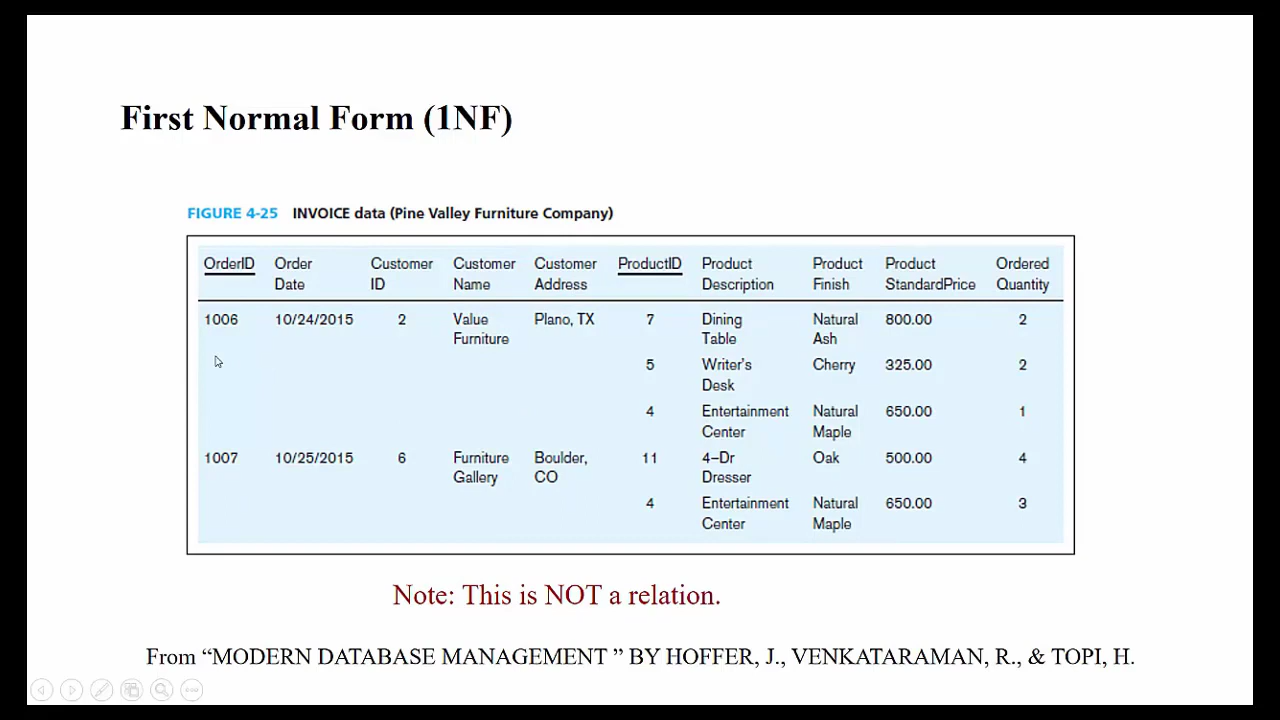 First Normal Form (1NF)
FIGURE 4-25 INVOICE data (Pine Valley Furniture Company)
OrderID Order Date Customer ID Customer Name Customer Address ProductID Product Description Product Finish Product StandardPrice Ordered Quantity
1006 10/24/2015 2 Value Furniture Plano, TX 7 Dining Table Natural Ash 800.00 2
5 Writer's Desk Cherry 325.00 2
4 Entertainment Center Natural Maple 650.00 1
1007 10/25/2015 6 Furniture Gallery Boulder, CO 11 4–Dr Dresser Oak 500.00 4
4 Entertainment Center Natural Maple 650.00 3
Note: This is NOT a relation.
From “MODERN DATABASE MANAGEMENT ” BY HOFFER, J., VENKATARAMAN, R., & TOPI, H.